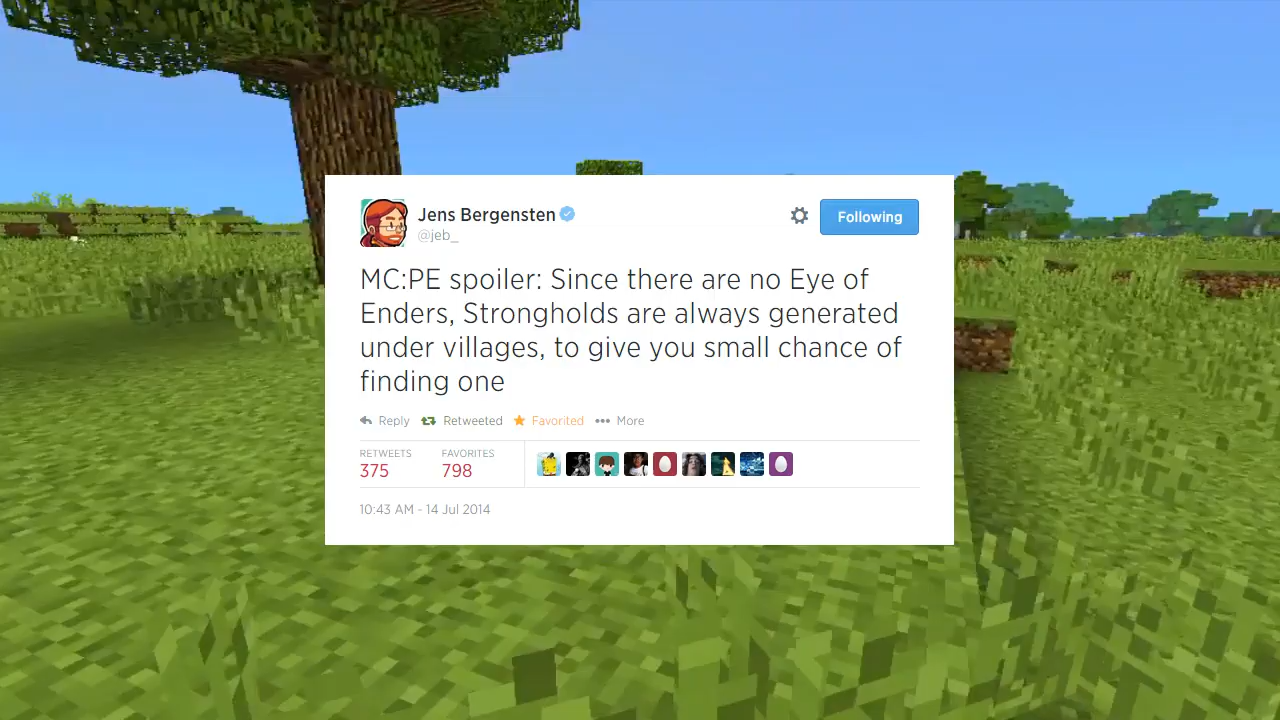 Jens Bergensten
@jeb_
Following
MC:PE spoiler: Since there are no Eye of
Enders, Strongholds are always generated
under villages, to give you small chance of
finding one
Reply Retweeted Favorited More
RETWEETS FAVORITES
375 798
10:43 AM - 14 Jul 2014